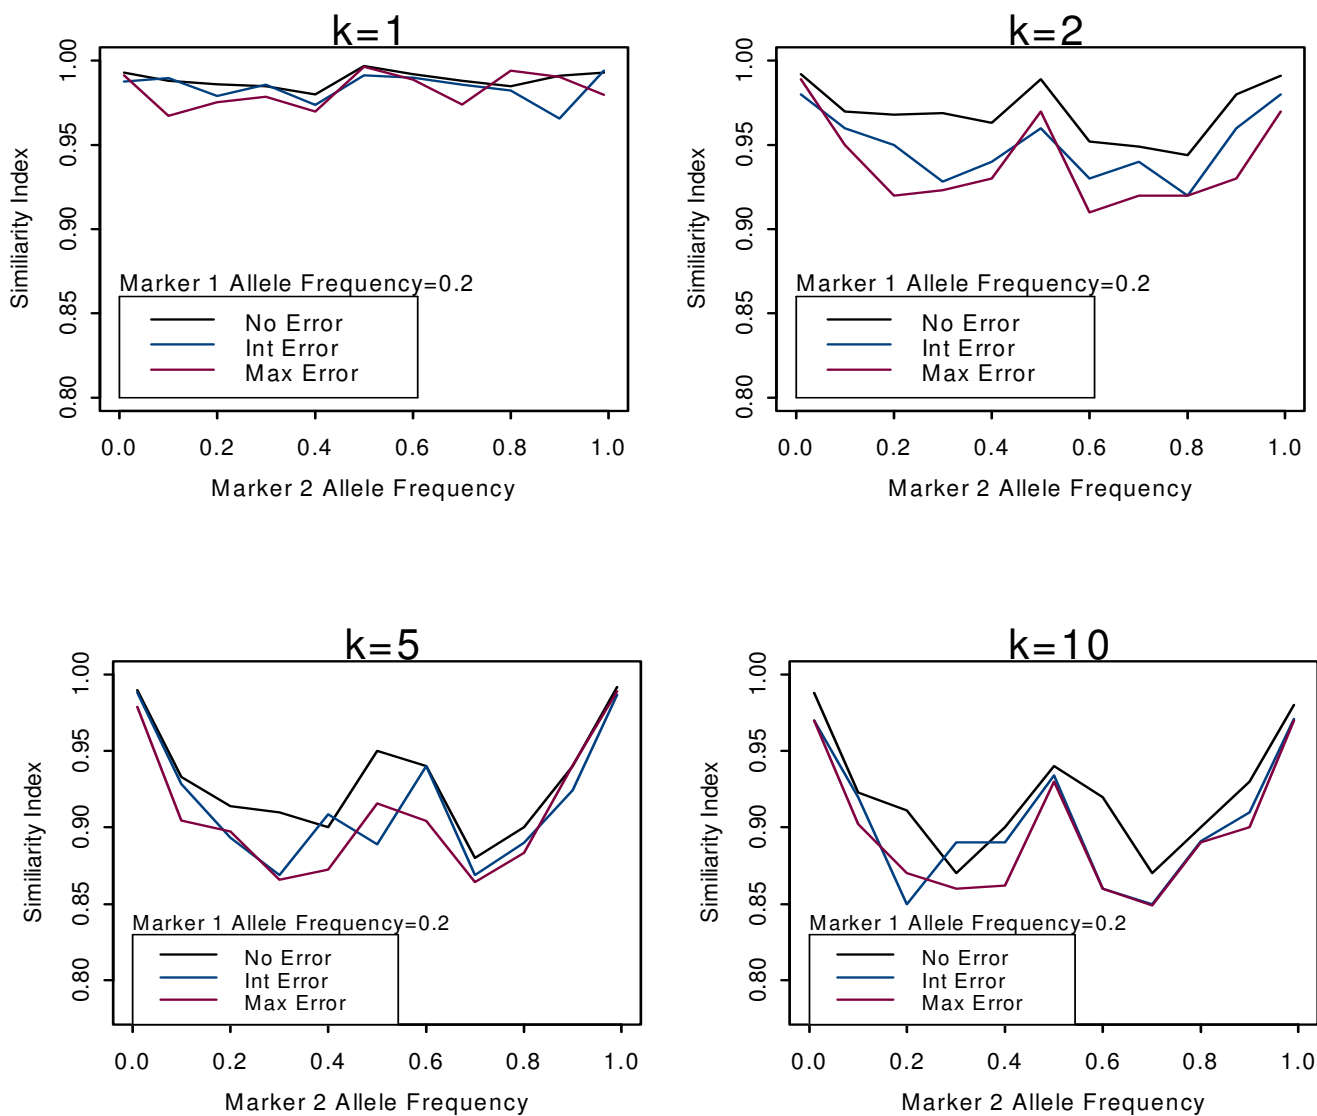 k=1
1.00
0.95
0.90
0.85
0.80
Similiarity Index
Marker 1 Allele Frequency=0.2
No Error
Int Error
Max Error
0.0 0.2 0.4 0.6 0.8 1.0
Marker 2 Allele Frequency
k=2
1.00
0.95
0.90
0.85
0.80
Similiarity Index
Marker 1 Allele Frequency=0.2
No Error
Int Error
Max Error
0.0 0.2 0.4 0.6 0.8 1.0
Marker 2 Allele Frequency
k=5
1.00
0.95
0.90
0.85
0.80
Similiarity Index
Marker 1 Allele Frequency=0.2
No Error
Int Error
Max Error
0.0 0.2 0.4 0.6 0.8 1.0
Marker 2 Allele Frequency
k=10
1.00
0.95
0.90
0.85
0.80
Similiarity Index
Marker 1 Allele Frequency=0.2
No Error
Int Error
Max Error
0.0 0.2 0.4 0.6 0.8 1.0
Marker 2 Allele Frequency